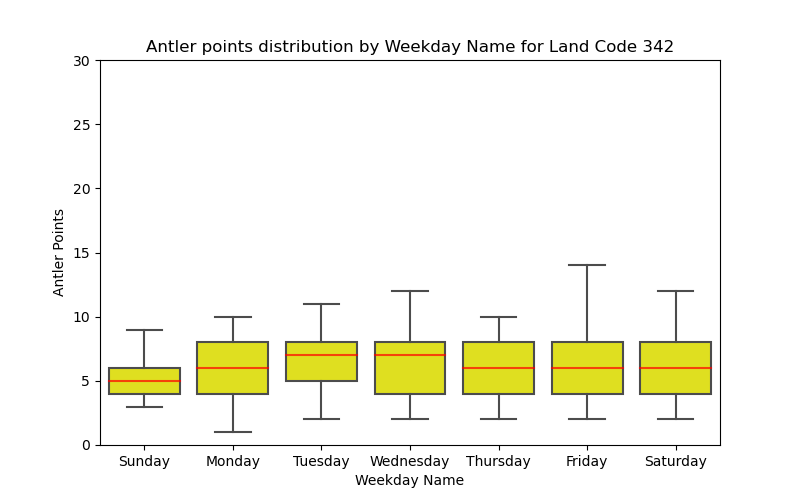 Antler points distribution by Weekday Name for Land Code 342
30
25
20
15
10
5
0
Antler Points
Sunday Monday Tuesday Wednesday Thursday Friday Saturday
Weekday Name